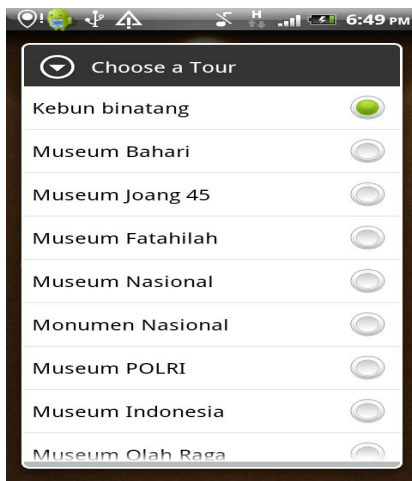 H
6:49 PM
Choose a Tour
Kebun binatang
Museum Bahari
Museum Joang 45
Museum Fatahilah
Museum Nasional
Monumen Nasional
Museum POLRI
Museum Indonesia
Museum Olah Raga